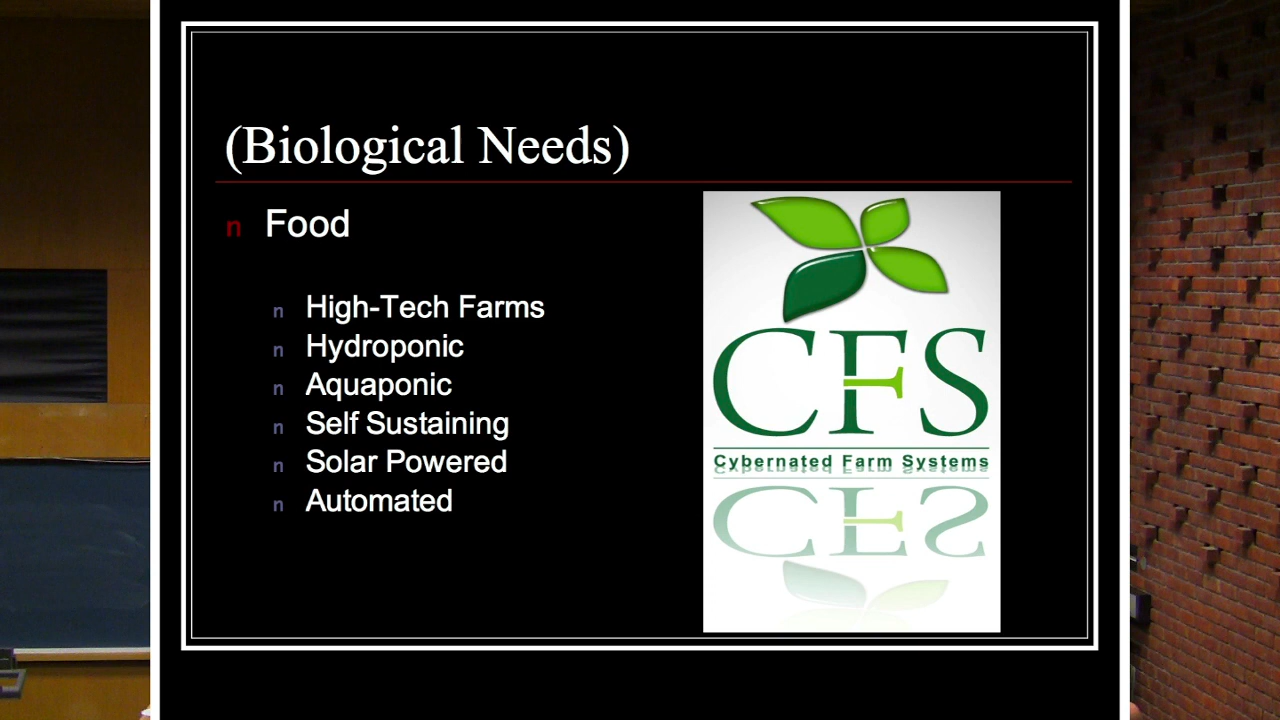 (Biological Needs)
n Food
n High-Tech Farms
n Hydroponic
n Aquaponic
n Self Sustaining
n Solar Powered
n Automated
CFS
Cybernated Farm Systems